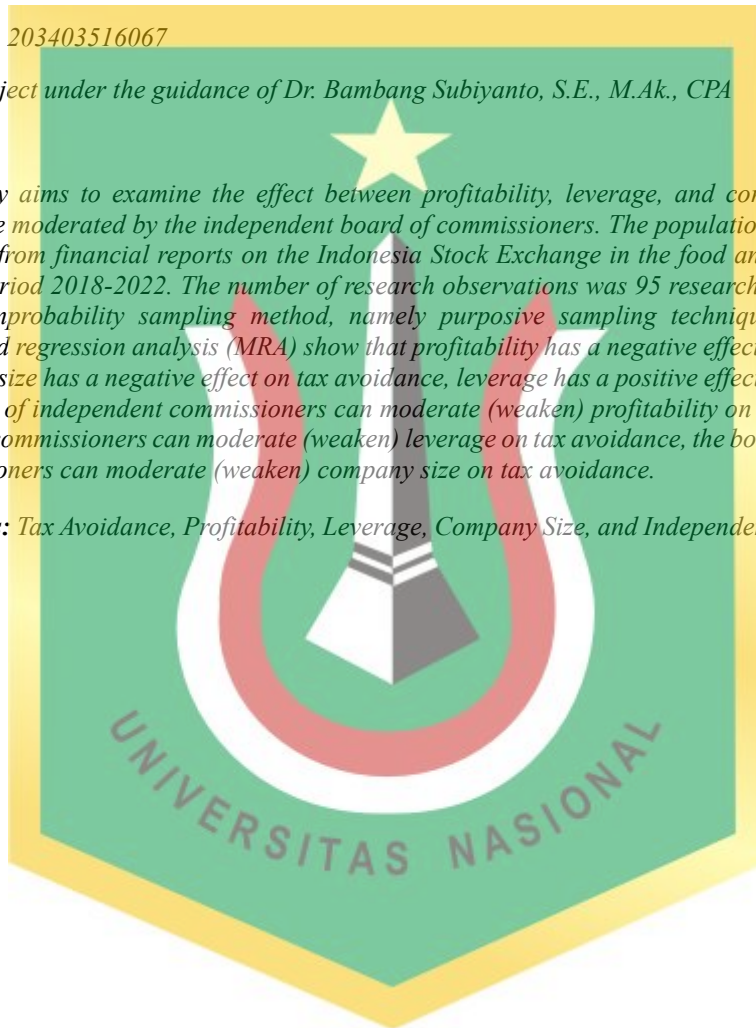 203403516067
ject under the guidance of Dr. Bambang Subiyanto, S.E., M.Ak., CPA
y aims to examine the effect between profitability, leverage, and con
e moderated by the independent board of commissioners. The population
from financial reports on the Indonesia Stock Exchange in the food an
riod 2018-2022. The number of research observations was 95 research
nprobability sampling method, namely purposive sampling techniqu
d regression analysis (MRA) show that profitability has a negative effect
size has a negative effect on tax avoidance, leverage has a positive effect
of independent commissioners can moderate (weaken) profitability on
commissioners can moderate (weaken) leverage on tax avoidance, the bo
oners can moderate (weaken) company size on tax avoidance.
: Tax Avoidance, Profitability, Leverage, Company Size, and Independe
UNIVERSITAS NASIONAL